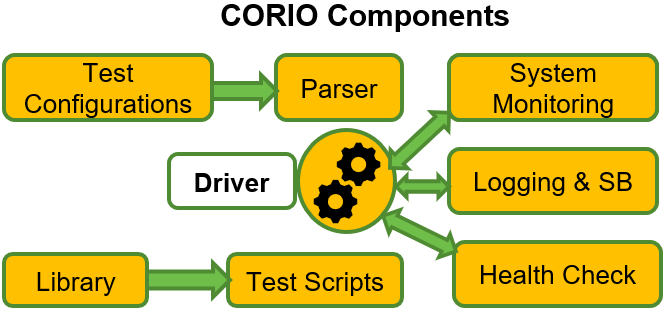 CORIO Components
Test
Configurations
Parser
System
Monitoring
Driver
Logging & SB
Library
Test Scripts
Health Check